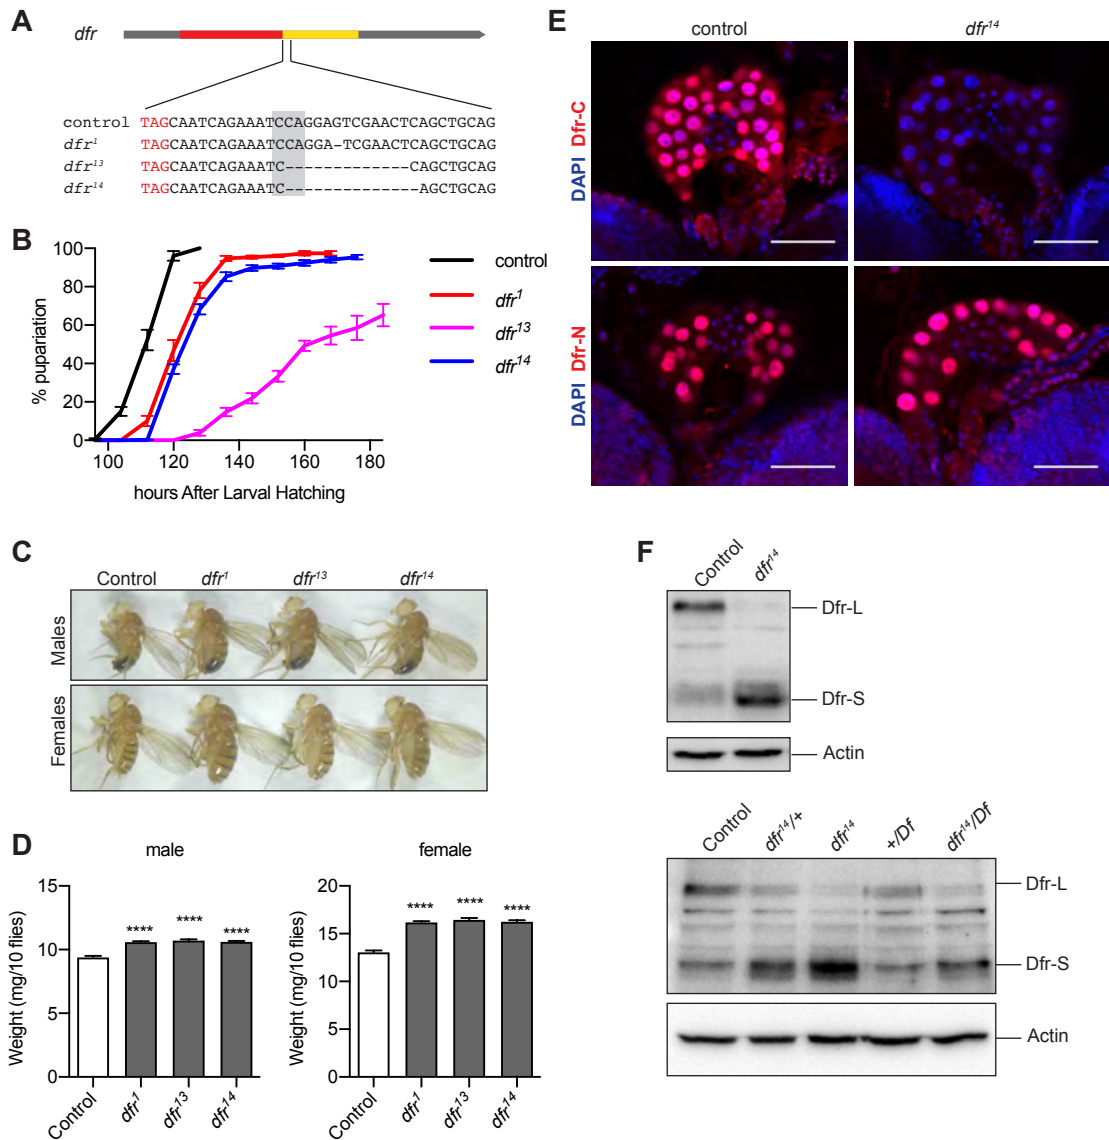 A
dfr
control TAGCAATCAGAAATCCAGGAGTCGAACTCAGCTGCAG
dfr1 TAGCAATCAGAAATCCAGGA-TCGAACTCAGCTGCAG
dfr13 TAGCAATCAGAAATC--------------CAGCTGCAG
dfr14 TAGCAATCAGAAATC---------------AGCTGCAG
B
100
80
60
40
20
0
% pupariation
100 120 140 160 180
hours After Larval Hatching
control
dfr1
dfr13
dfr14
C
Control dfr1 dfr13 dfr14
Males
Females
D
male
Weight (mg/10 flies)
15
10
5
0
Control dfr1 dfr13 dfr14
****
****
****
female
Weight (mg/10 flies)
20
15
10
5
0
Control dfr1 dfr13 dfr14
****
****
****
E
control dfr14
DAPI Dfr-C
DAPI Dfr-N
F
Control dfr14
Dfr-L
Dfr-S
Actin
Control dfr14/+ dfr14 +/Df dfr14/Df
Dfr-L
Dfr-S
Actin